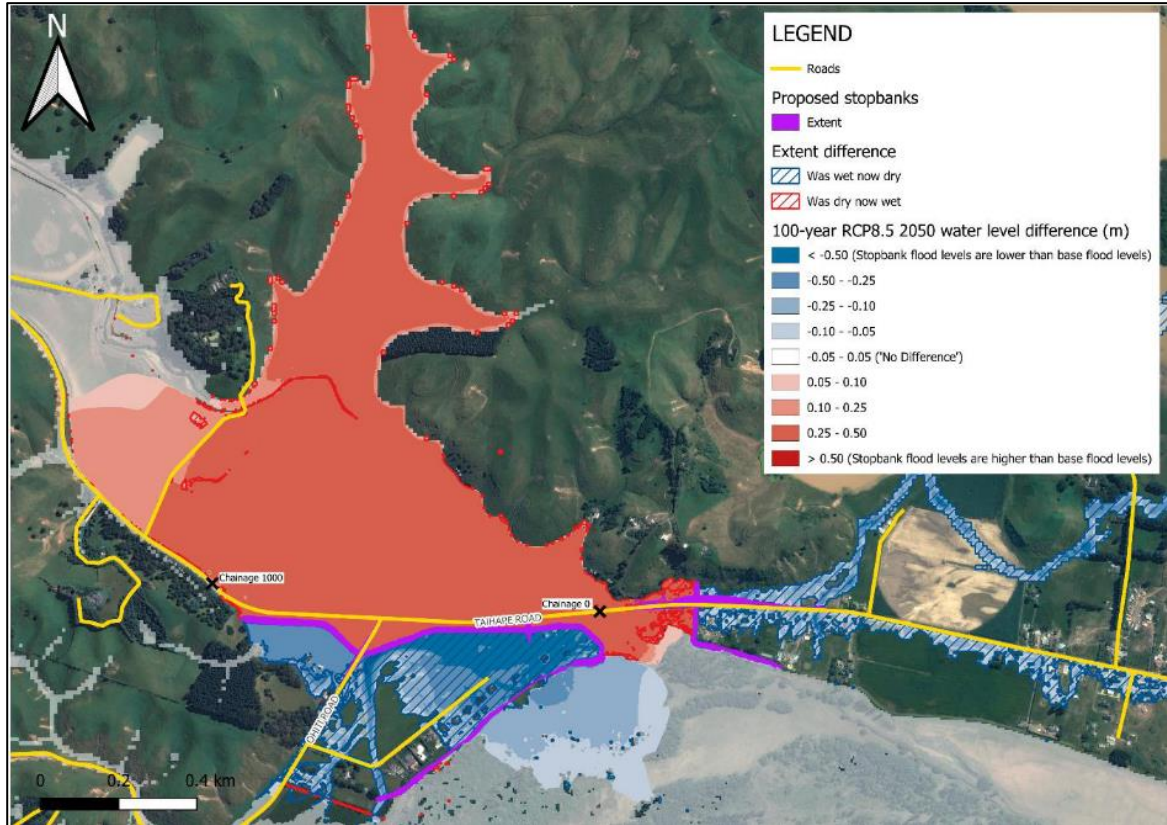 N
LEGEND
Roads
Proposed stopbanks
Extent
Extent difference
Was wet now dry
Was dry now wet
100-year RCP8.5 2050 water level difference (m)
< -0.50 (Stopbank flood levels are lower than base flood levels)
-0.50 - -0.25
-0.25 - -0.10
-0.10 - -0.05
-0.05 - 0.05 ('No Difference')
0.05 - 0.10
0.10 - 0.25
0.25 - 0.50
> 0.50 (Stopbank flood levels are higher than base flood levels)
Chainage 1000
Chainage 0
TAIHAPE ROAD
OHITI ROAD
0 0.2 0.4 km